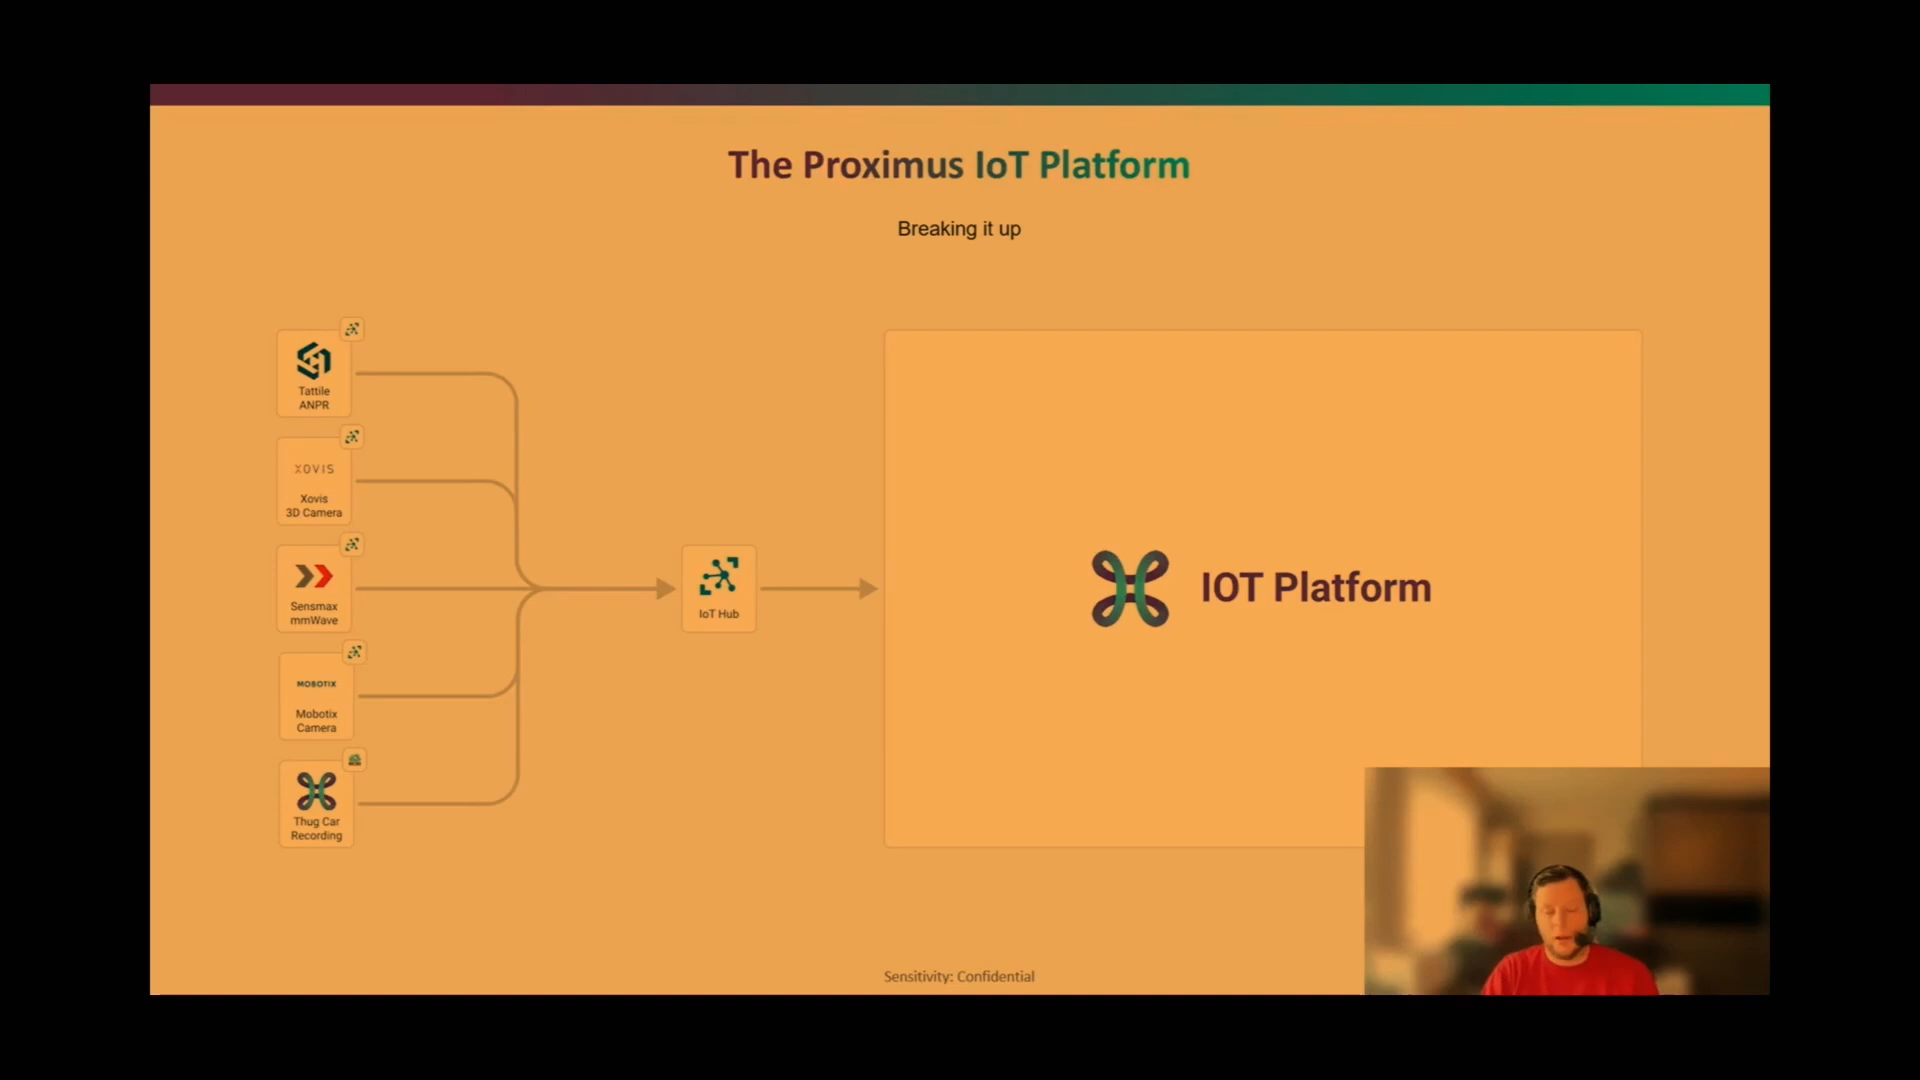 The Proximus IoT Platform
Breaking it up
Tattile
ANPR
XOVIS
Xovis
3D Camera
Sensmax
mmWave
MOBOTIX
Mobotix
Camera
Thug Car
Recording
IoT Hub
IOT Platform
Sensitivity: Confidential